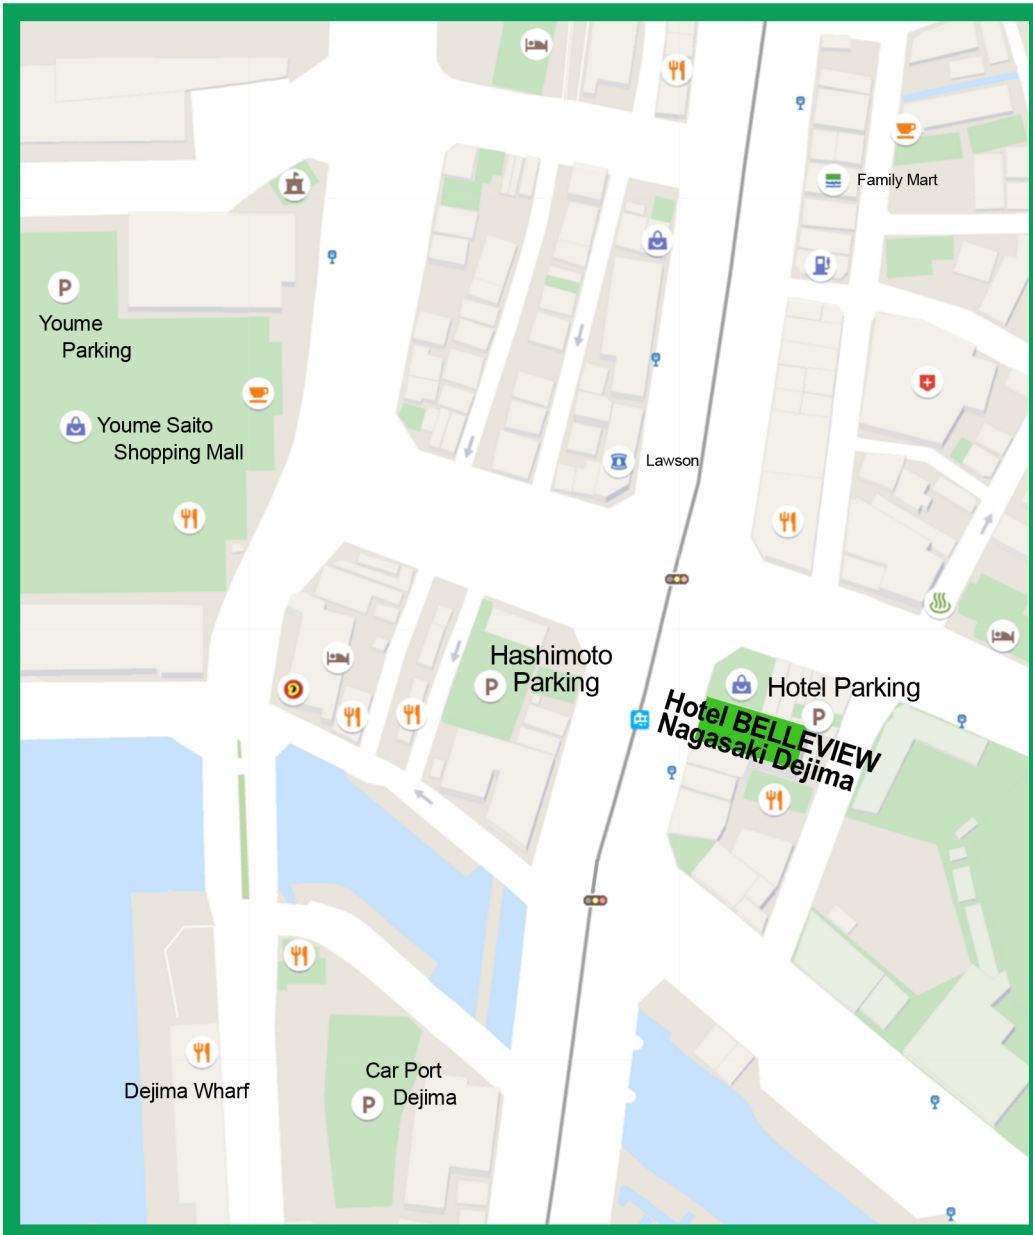 Family Mart
P
Youme
Parking
Youme Saito
Shopping Mall
Lawson
Hashimoto
P Parking
Hotel Parking
P
Hotel BELLEVIEW
Nagasaki Dejima
Dejima Wharf
Car Port
P Dejima